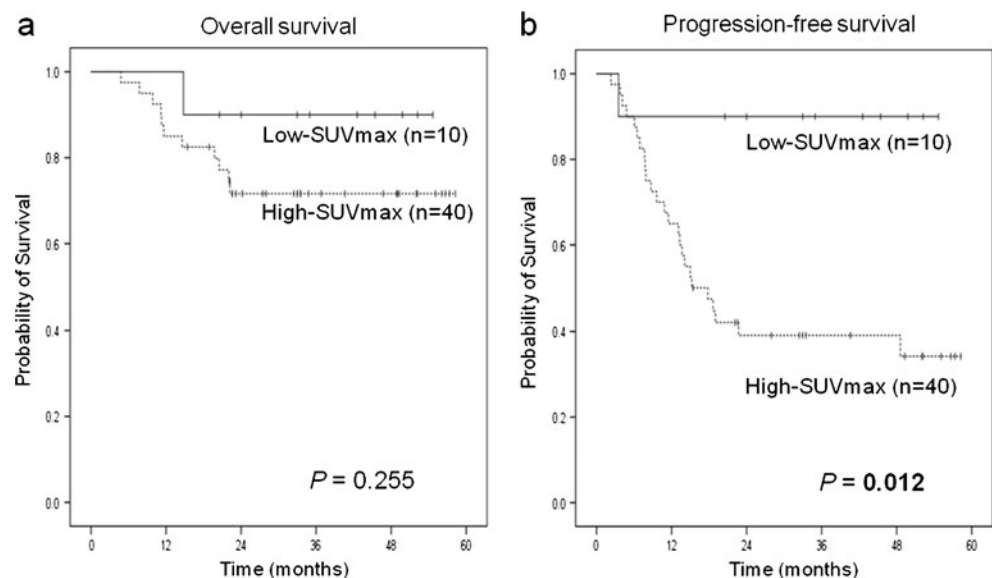 a
Overall survival
Probability of Survival
1.0
0.8
0.6
0.4
0.2
0.0
Low-SUVmax (n=10)
High-SUVmax (n=40)
P = 0.255
0 12 24 36 48 60
Time (months)
b
Progression-free survival
Probability of Survival
1.0
0.8
0.6
0.4
0.2
0.0
Low-SUVmax (n=10)
High-SUVmax (n=40)
P = 0.012
0 12 24 36 48 60
Time (months)